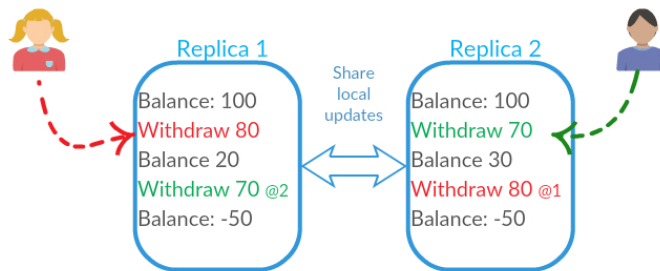 Replica 1
Balance: 100
Withdraw 80
Balance 20
Withdraw 70 @2
Balance: -50
Share
local
updates
Replica 2
Balance: 100
Withdraw 70
Balance 30
Withdraw 80 @1
Balance: -50